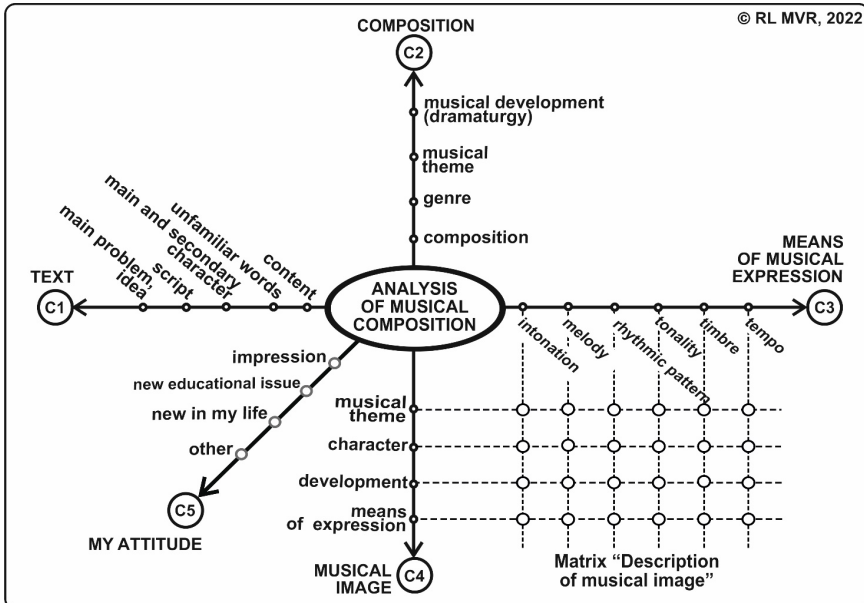 © RL MVR, 2022
COMPOSITION
C2
musical development
(dramaturgy)
musical
theme
genre
composition
TEXT
C1
main problem,
idea
script
main and secondary
character
unfamiliar words
content
ANALYSIS
OF MUSICAL
COMPOSITION
MEANS
OF MUSICAL
EXPRESSION
C3
intonation
melody
rhythmic pattern
tonality
timbre
tempo
impression
new educational issue
new in my life
other
C5
MY ATTITUDE
musical
theme
character
development
means
of expression
MUSICAL
IMAGE
C4
Matrix “Description
of musical image”